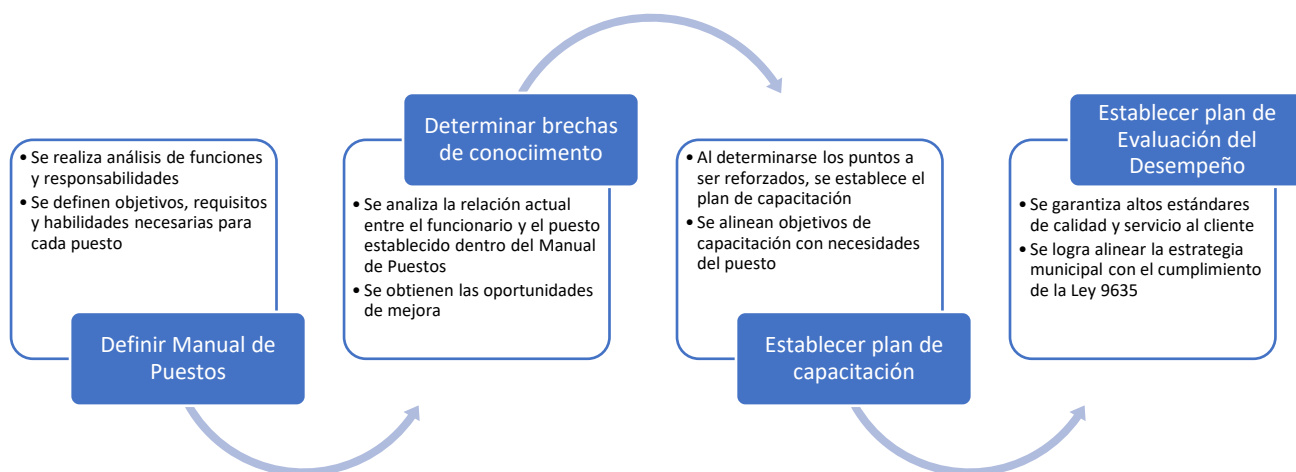 • Se realiza análisis de funciones
y responsabilidades
• Se definen objetivos, requisitos
y habilidades necesarias para
cada puesto
Definir Manual de
Puestos
Determinar brechas
de conociimento
• Se analiza la relación actual
entre el funcionario y el puesto
establecido dentro del Manual
de Puestos
• Se obtienen las oportunidades
de mejora
• Al determinarse los puntos a
ser reforzados, se establece el
plan de capacitación
• Se alinean objetivos de
capacitación con necesidades
del puesto
Establecer plan de
capacitación
Establecer plan de
Evaluación del
Desempeño
• Se garantiza altos estándares
de calidad y servicio al cliente
• Se logra alinear la estrategia
municipal con el cumplimiento
de la Ley 9635